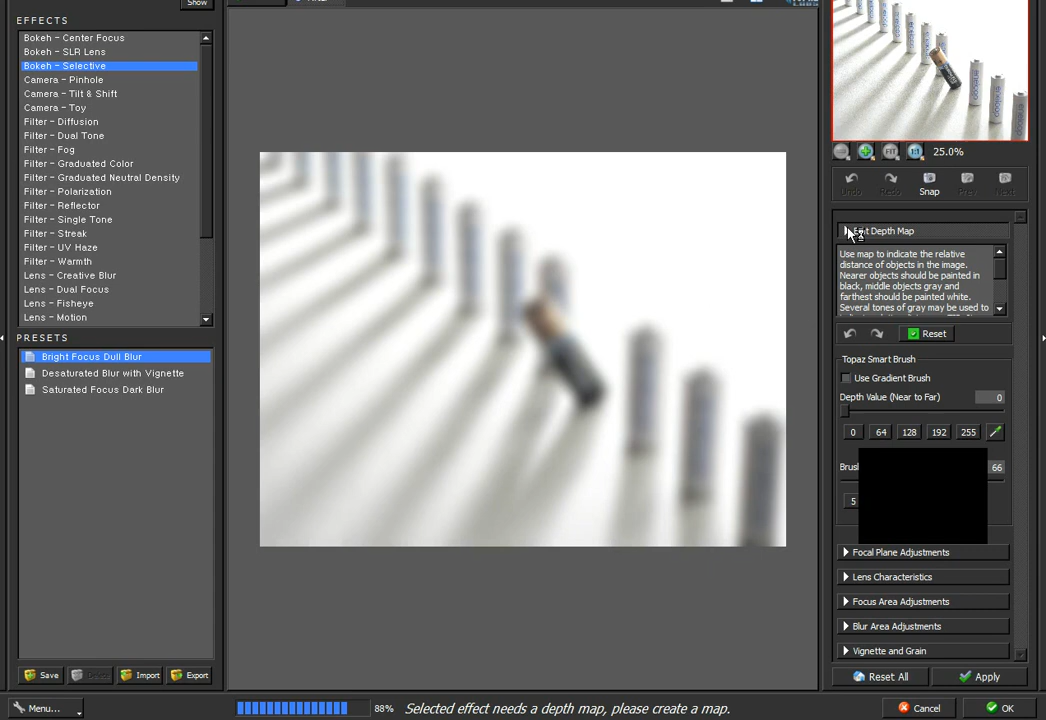 Show
EFFECTS
Bokeh - Center Focus
Bokeh - SLR Lens
Bokeh - Selective
Camera - Pinhole
Camera - Tilt & Shift
Camera - Toy
Filter - Diffusion
Filter - Dual Tone
Filter - Fog
Filter - Graduated Color
Filter - Graduated Neutral Density
Filter - Polarization
Filter - Reflector
Filter - Single Tone
Filter - Streak
Filter - UV Haze
Filter - Warmth
Lens - Creative Blur
Lens - Dual Focus
Lens - Fisheye
Lens - Motion
PRESETS
Bright Focus Dull Blur
Desaturated Blur with Vignette
Saturated Focus Dark Blur
Save
Delete
Import
Export
Menu...
88%
Selected effect needs a depth map, please create a map.
eneloop
eneloop
eneloop
FIT
1:1
25.0%
Undo
Redo
Snap
Prev
Next
Depth Map
Use map to indicate the relative
distance of objects in the image.
Nearer objects should be painted in
black, middle objects gray and
farthest should be painted white.
Several tones of gray may be used to
Reset
Topaz Smart Brush
Use Gradient Brush
Depth Value (Near to Far)
0
0
64
128
192
255
66
5
Focal Plane Adjustments
Lens Characteristics
Focus Area Adjustments
Blur Area Adjustments
Vignette and Grain
Reset All
Apply
Cancel
OK